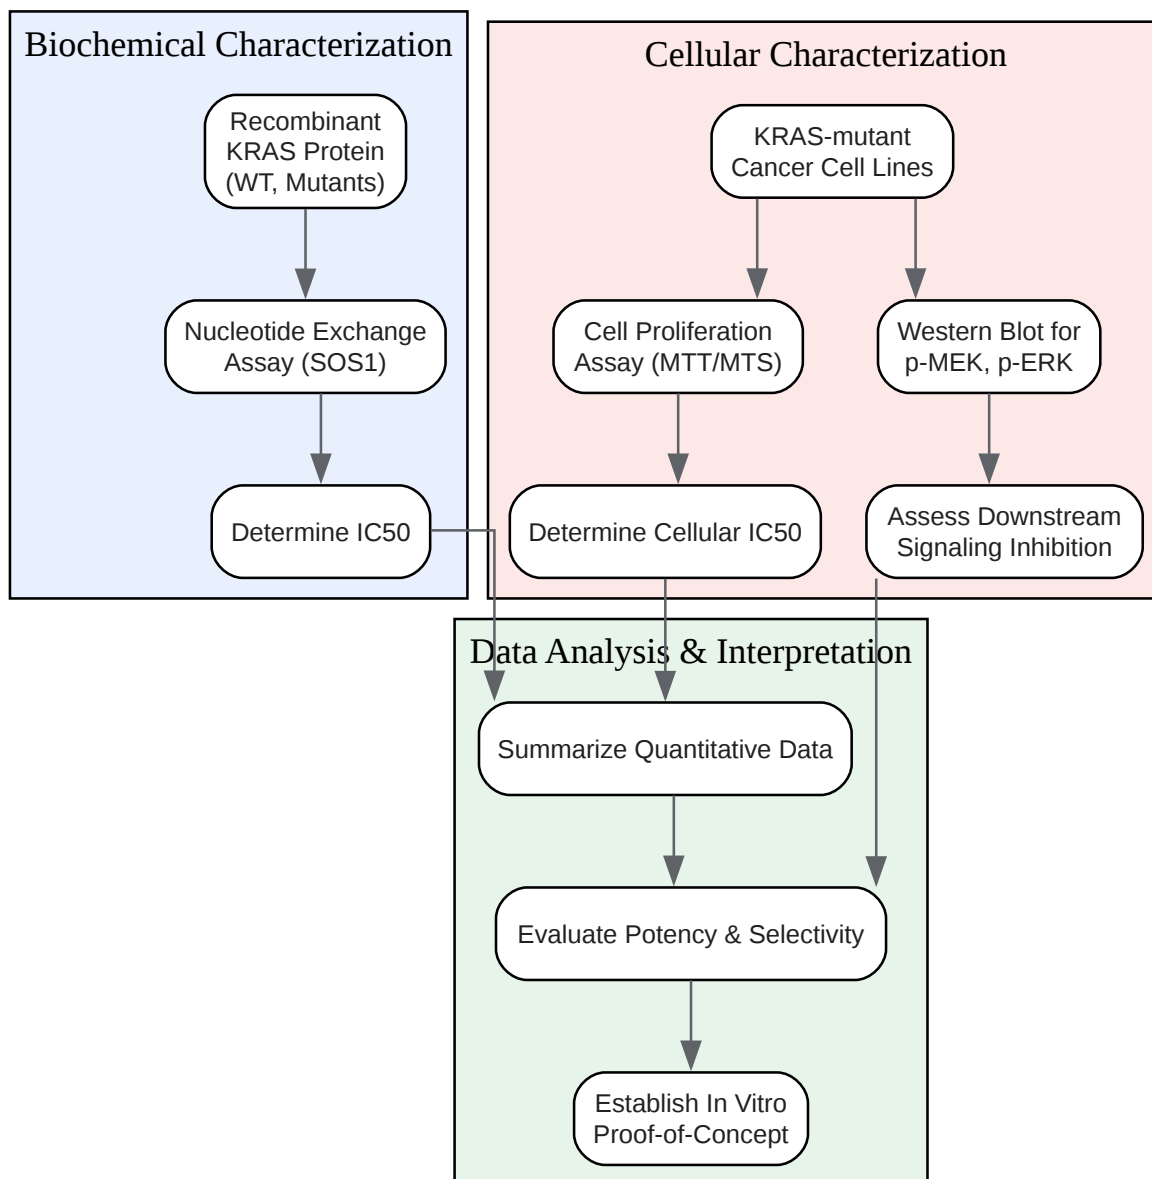 Biochemical Characterization
Recombinant
KRAS Protein
(WT, Mutants)
Nucleotide Exchange
Assay (SOS1)
Determine IC50
Cellular Characterization
KRAS-mutant
Cancer Cell Lines
Cell Proliferation
Assay (MTT/MTS)
Western Blot for
p-MEK, p-ERK
Determine Cellular IC50
Assess Downstream
Signaling Inhibition
Data Analysis & Interpretation
Summarize Quantitative Data
Evaluate Potency & Selectivity
Establish In Vitro
Proof-of-Concept